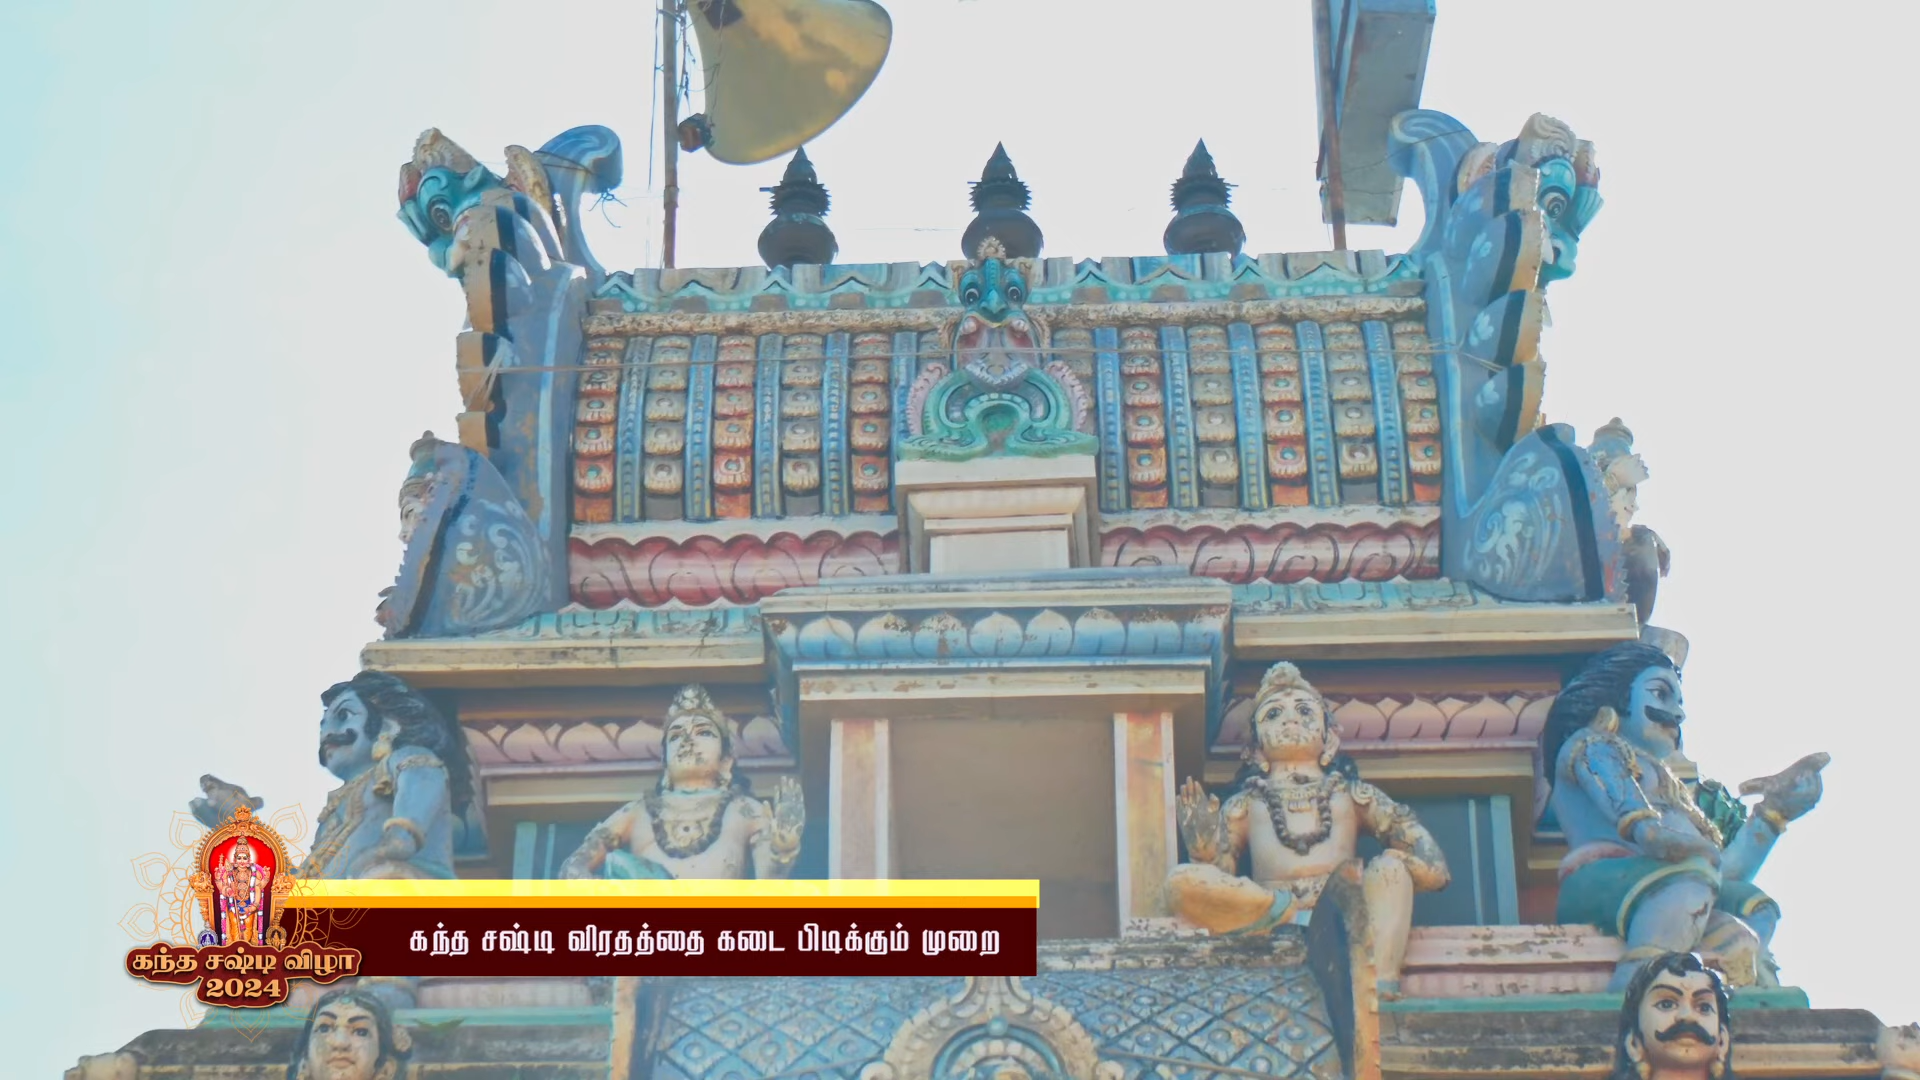 கந்த சஷ்டி விரதத்தை கடை பிடிக்கும் முறை
கந்த சஷ்டி விழா
2024